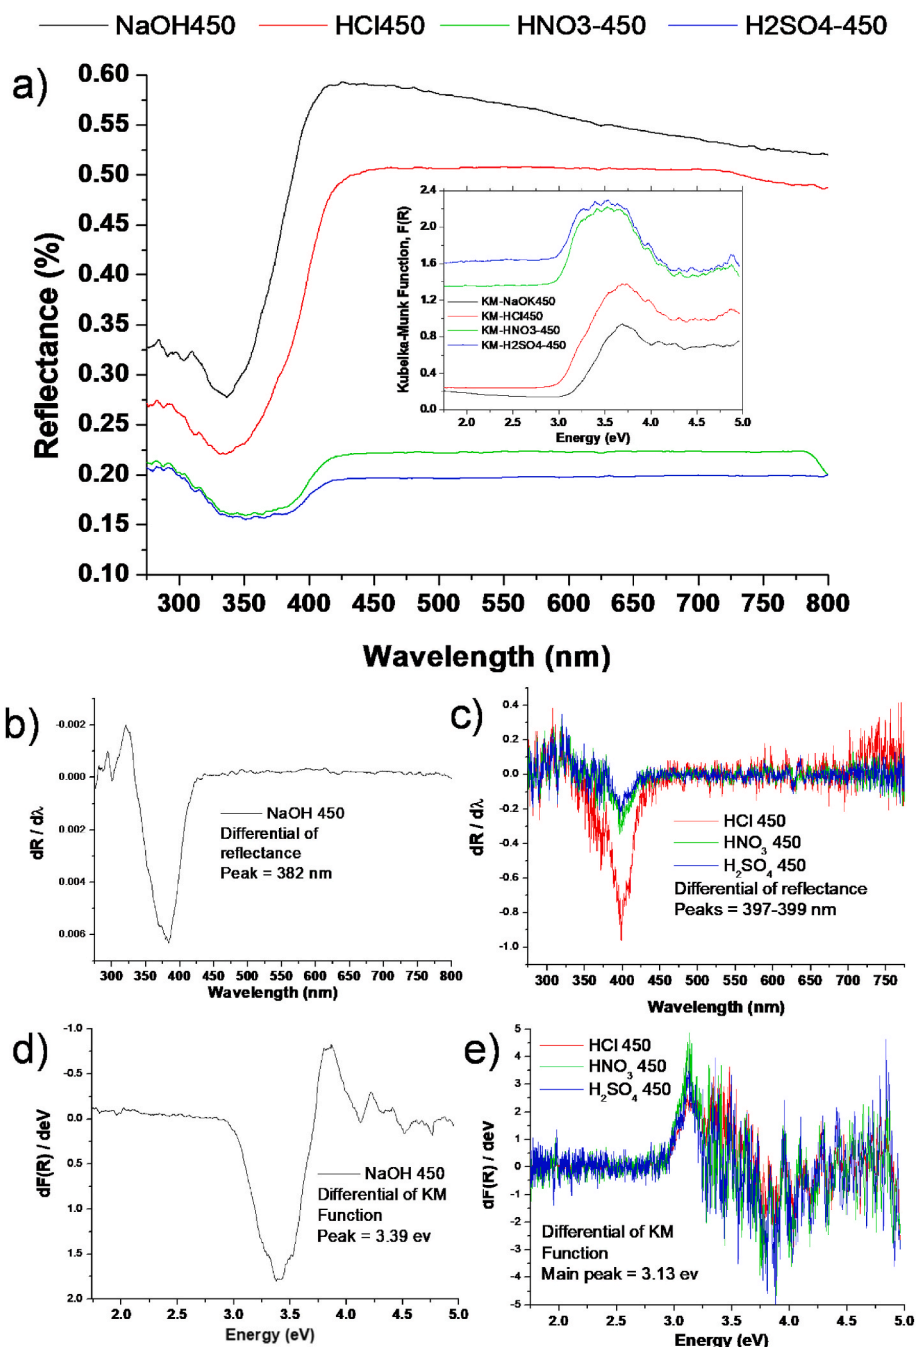 NaOH450 HCl450 HNO3-450 H2SO4-450
a)
0.60
0.55
0.50
0.45
0.40
0.35
0.30
0.25
0.20
0.15
0.10
Reflectance (%)
300 350 400 450 500 550 600 650 700 750 800
Wavelength (nm)
2.4
2.0
1.6
1.2
0.8
0.4
0.0
Kubelka-Munk Function, F(R)
KM-NaOK450
KM-HCl450
KM-HNO3-450
KM-H2SO4-450
2.0 2.5 3.0 3.5 4.0 4.5 5.0
Energy (eV)
b)
-0.002
0.000
0.002
0.004
0.006
dR / dλ
NaOH 450
Differential of
reflectance
Peak = 382 nm
300 350 400 450 500 550 600 650 700 750 800
Wavelength (nm)
c)
0.4
0.2
0.0
-0.2
-0.4
-0.6
-0.8
-1.0
dR / dλ
HCl 450
HNO3 450
H2SO4 450
Differential of reflectance
Peaks = 397-399 nm
300 350 400 450 500 550 600 650 700 750
Wavelength (nm)
d)
-1.0
-0.5
0.0
0.5
1.0
1.5
2.0
dF(R) / deV
NaOH 450
Differential of KM
Function
Peak = 3.39 ev
2.0 2.5 3.0 3.5 4.0 4.5 5.0
Energy (eV)
e)
5
4
3
2
1
0
-1
-2
-3
-4
-5
dF(R) / deV
HCl 450
HNO3 450
H2SO4 450
Differential of KM
Function
Main peak = 3.13 ev
2.0 2.5 3.0 3.5 4.0 4.5 5.0
Energy (eV)